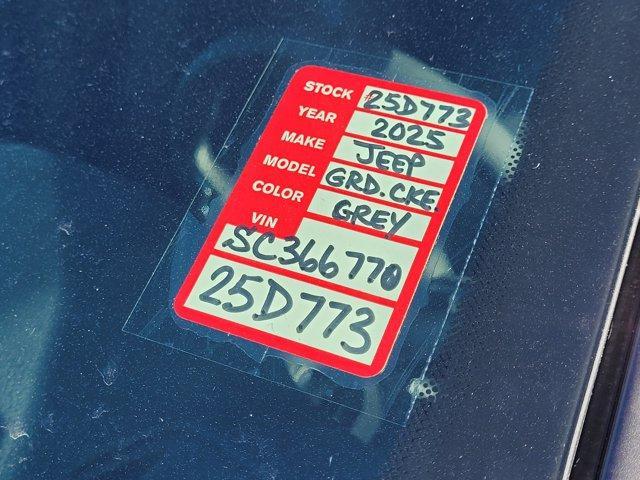 STOCK 25D773
YEAR 2025
MAKE JEEP
MODEL GRD.CKE.
COLOR GREY
VIN
SC366770
25D773